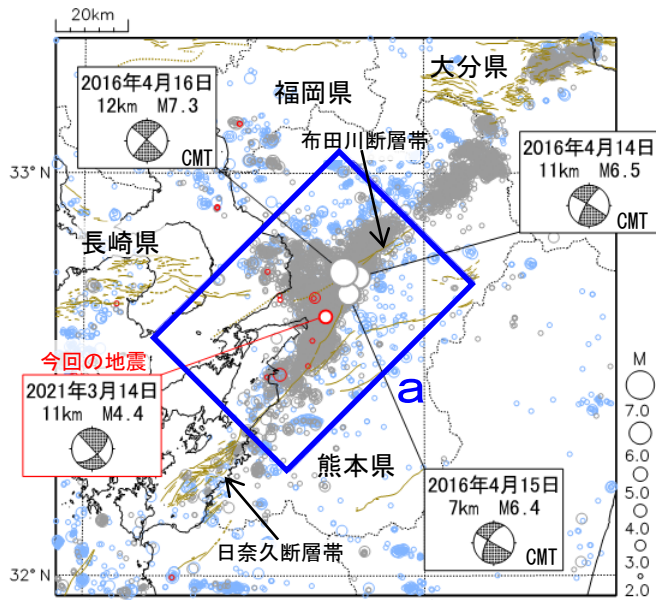 20km
2016年4月16日
12km M7.3
CMT
福岡県
大分県
布田川断層帯
2016年4月14日
11km M6.5
CMT
33°N
長崎県
今回の地震
2021年3月14日
11km M4.4
a
熊本県
日奈久断層帯
2016年4月15日
7km M6.4
CMT
M
7.0
6.0
5.0
4.0
3.0
2.0
32°N